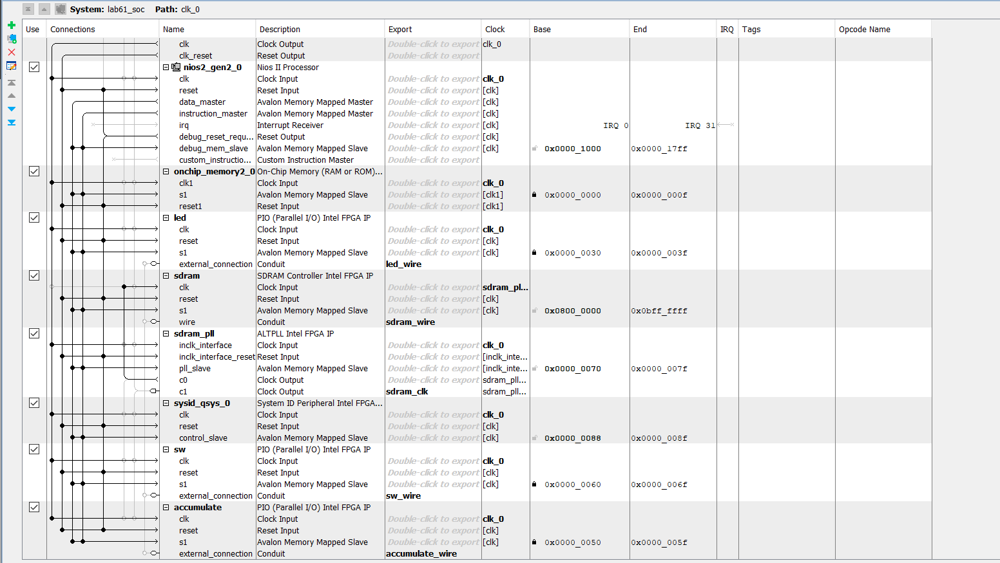 System: lab61_soc Path: clk_0
Use Connections Name Description Export Clock Base End IRQ Tags Opcode Name
clk Clock Output Double-click to export clk_0
clk_reset Reset Output Double-click to export
nios2_gen2_0 Nios II Processor
clk Clock Input Double-click to export clk_0
reset Reset Input Double-click to export [clk]
data_master Avalon Memory Mapped Master Double-click to export [clk]
instruction_master Avalon Memory Mapped Master Double-click to export [clk]
irq Interrupt Receiver Double-click to export [clk] IRQ 0 IRQ 31
debug_reset_requ... Reset Output Double-click to export [clk]
debug_mem_slave Avalon Memory Mapped Slave Double-click to export [clk] 0x0000_1000 0x0000_17ff
custom_instructio... Custom Instruction Master Double-click to export
onchip_memory2_0 On-Chip Memory (RAM or ROM)...
clk1 Clock Input Double-click to export clk_0
s1 Avalon Memory Mapped Slave Double-click to export [clk1] 0x0000_0000 0x0000_000f
reset1 Reset Input Double-click to export [clk1]
led PIO (Parallel I/O) Intel FPGA IP
clk Clock Input Double-click to export clk_0
reset Reset Input Double-click to export [clk]
s1 Avalon Memory Mapped Slave Double-click to export [clk] 0x0000_0030 0x0000_003f
external_connection Conduit led_wire
sdram SDRAM Controller Intel FPGA IP
clk Clock Input Double-click to export sdram_pl...
reset Reset Input Double-click to export [clk]
s1 Avalon Memory Mapped Slave Double-click to export [clk] 0x0800_0000 0x0bff_ffff
wire Conduit sdram_wire
sdram_pll ALTPLL Intel FPGA IP
inclk_interface Clock Input Double-click to export clk_0
inclk_interface_reset Reset Input Double-click to export [inclk_inte...
pll_slave Avalon Memory Mapped Slave Double-click to export [inclk_inte... 0x0000_0070 0x0000_007f
c0 Clock Output Double-click to export sdram_pll...
c1 Clock Output sdram_clk sdram_pll...
sysid_qsys_0 System ID Peripheral Intel FPGA...
clk Clock Input Double-click to export clk_0
reset Reset Input Double-click to export [clk]
control_slave Avalon Memory Mapped Slave Double-click to export [clk] 0x0000_0088 0x0000_008f
sw PIO (Parallel I/O) Intel FPGA IP
clk Clock Input Double-click to export clk_0
reset Reset Input Double-click to export [clk]
s1 Avalon Memory Mapped Slave Double-click to export [clk] 0x0000_0060 0x0000_006f
external_connection Conduit sw_wire
accumulate PIO (Parallel I/O) Intel FPGA IP
clk Clock Input Double-click to export clk_0
reset Reset Input Double-click to export [clk]
s1 Avalon Memory Mapped Slave Double-click to export [clk] 0x0000_0050 0x0000_005f
external_connection Conduit accumulate_wire